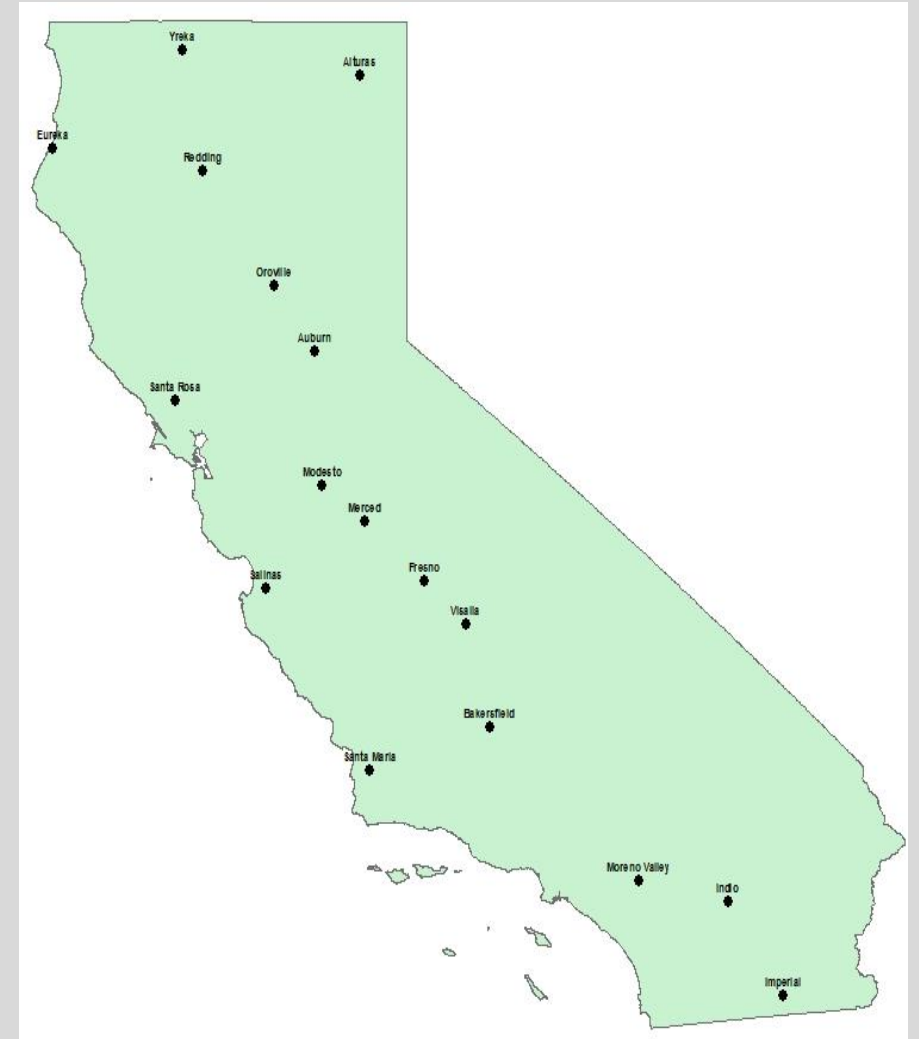 Yreka
Alturas
Eureka
Redding
Oroville
Auburn
Santa Rosa
Modesto
Merced
Fresno
Salinas
Visalia
Bakersfield
Santa Maria
Moreno Valley
Indio
Imperial